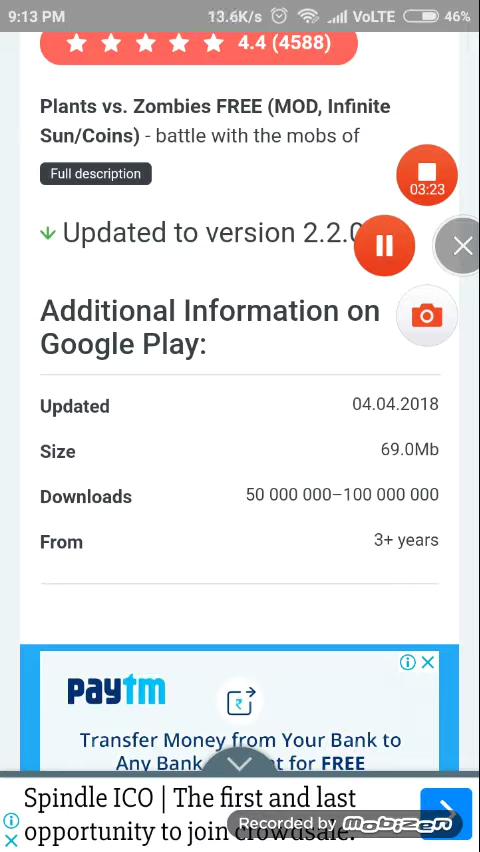 9:13 PM 13.6K/s VoLTE 46%
4.4 (4588)
Plants vs. Zombies FREE (MOD, Infinite
Sun/Coins) - battle with the mobs of
Full description
03:23
Updated to version 2.2.0
Additional Information on
Google Play:
Updated 04.04.2018
Size 69.0Mb
Downloads 50 000 000–100 000 000
From 3+ years
paytm
₹
Transfer Money from Your Bank to
Any Bank t for FREE
Spindle ICO | The first and last
opportunity to join crowdsale.
Recorded by mobizen